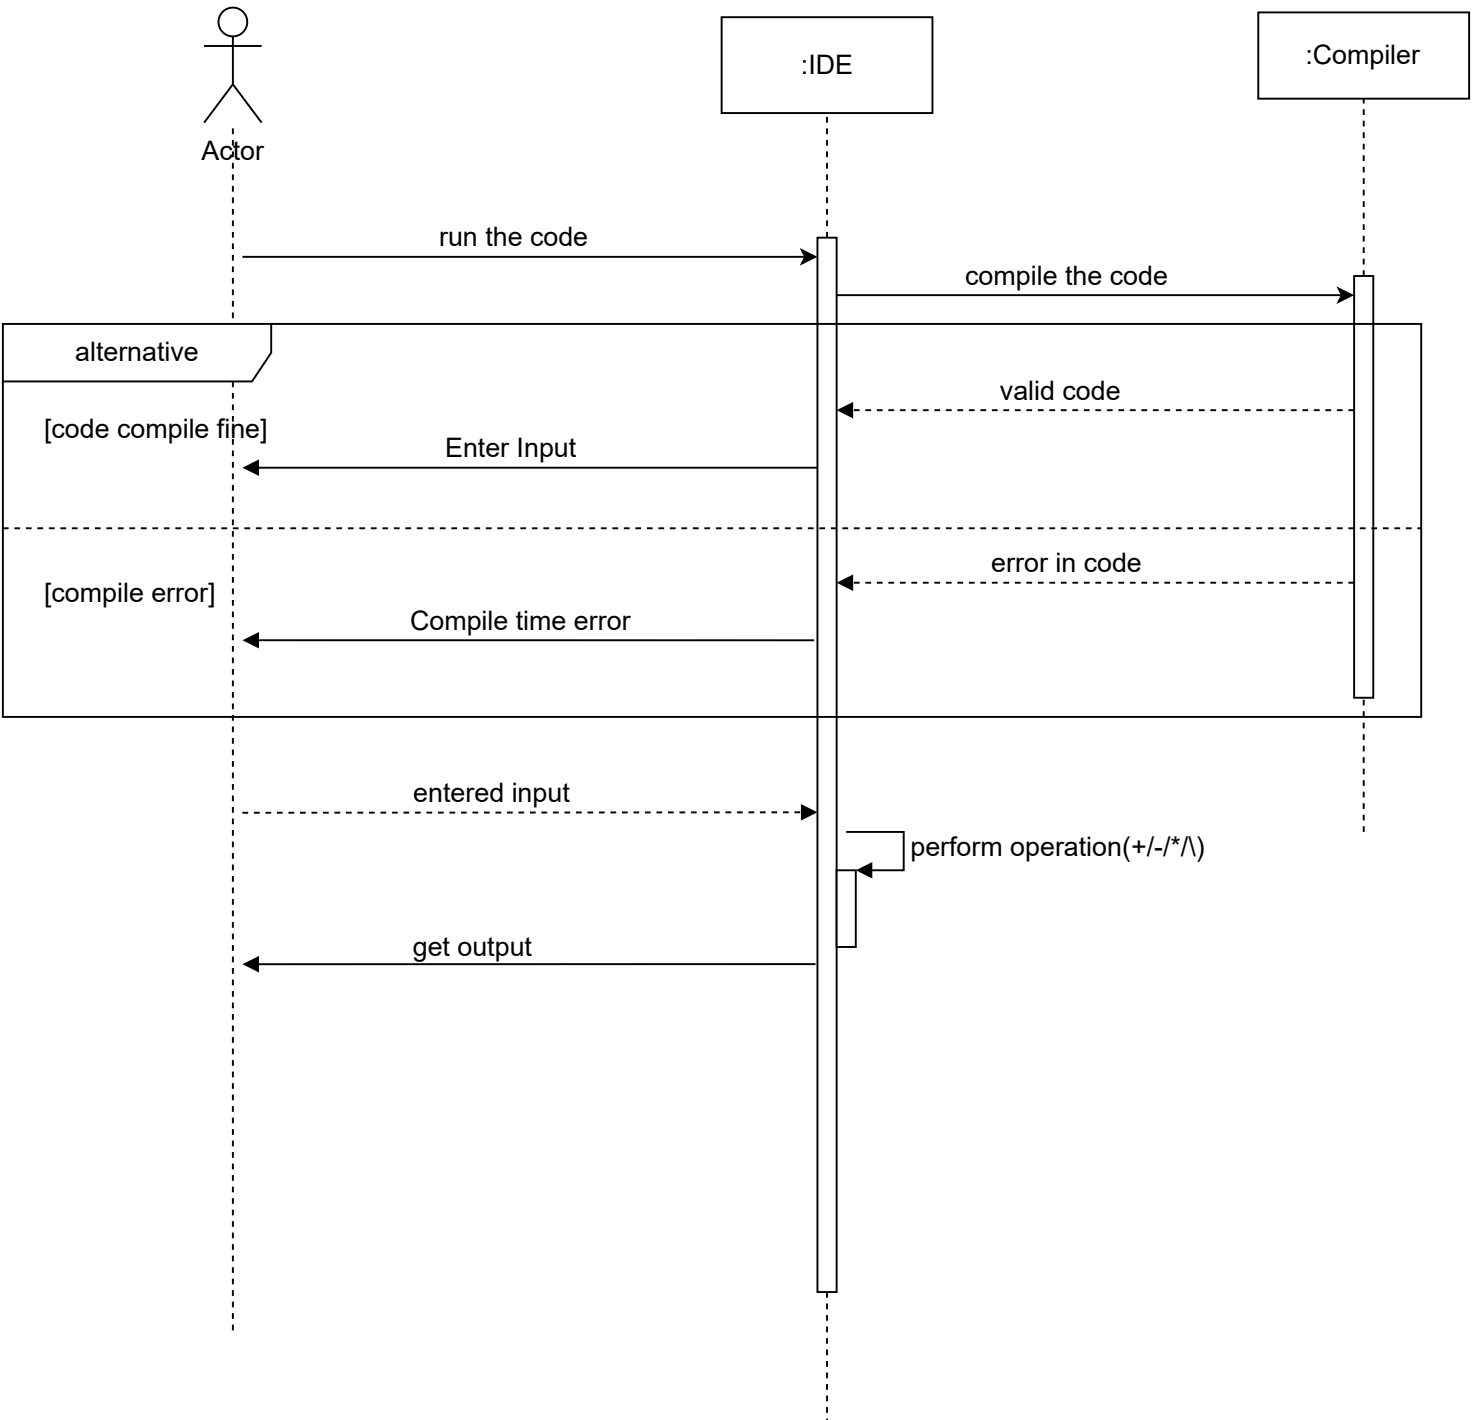 :IDE
:Compiler
Actor
run the code
compile the code
alternative
valid code
[code compile fine]
Enter Input
error in code
[compile error]
Compile time error
entered input
perform operation(+/-/*/\)
get output